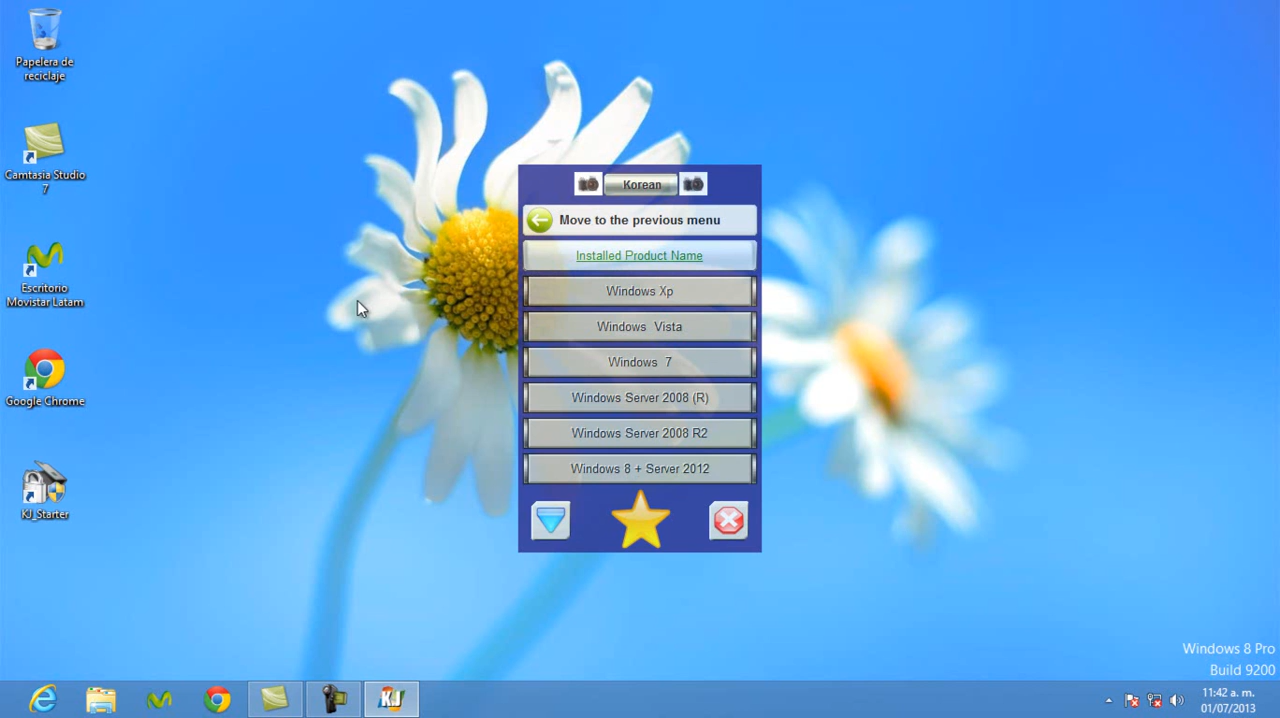 Papelera de
reciclaje
Camtasia Studio
7
Escritorio
Movistar Latam
Google Chrome
KJ_Starter
Korean
Move to the previous menu
Installed Product Name
Windows Xp
Windows Vista
Windows 7
Windows Server 2008 (R)
Windows Server 2008 R2
Windows 8 + Server 2012
Windows 8 Pro
Build 9200
KJ
11:42 a. m.
01/07/2013